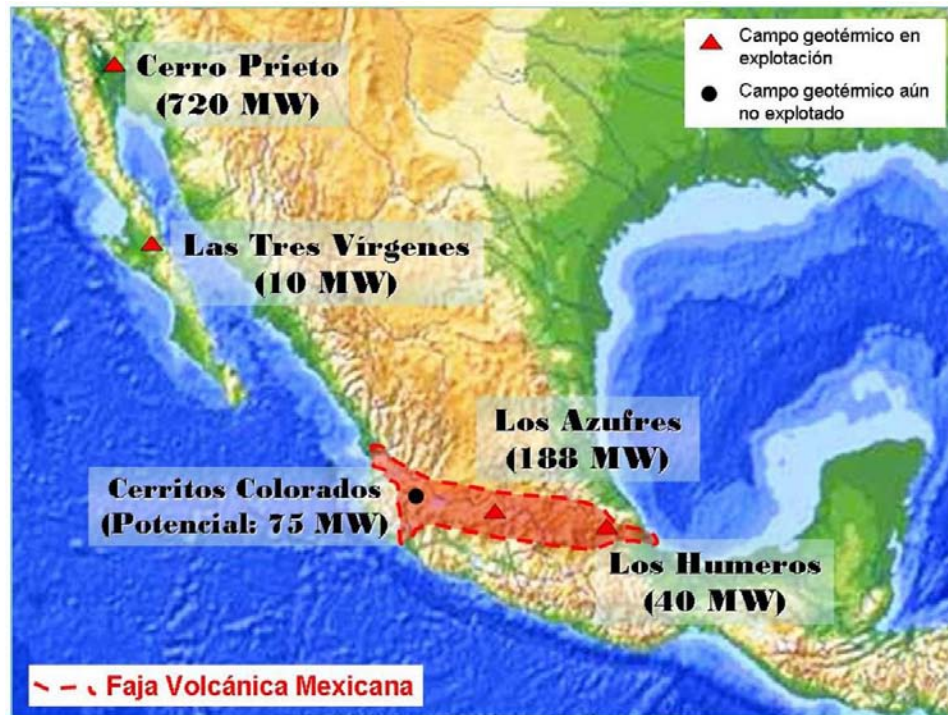 Cerro Prieto
(720 MW)
Campo geotérmico en
explotación
Campo geotérmico aún
no explotado
Las Tres Vírgenes
(10 MW)
Los Azufres
(188 MW)
Cerritos Colorados
(Potencial: 75 MW)
Los Humeros
(40 MW)
Faja Volcánica Mexicana